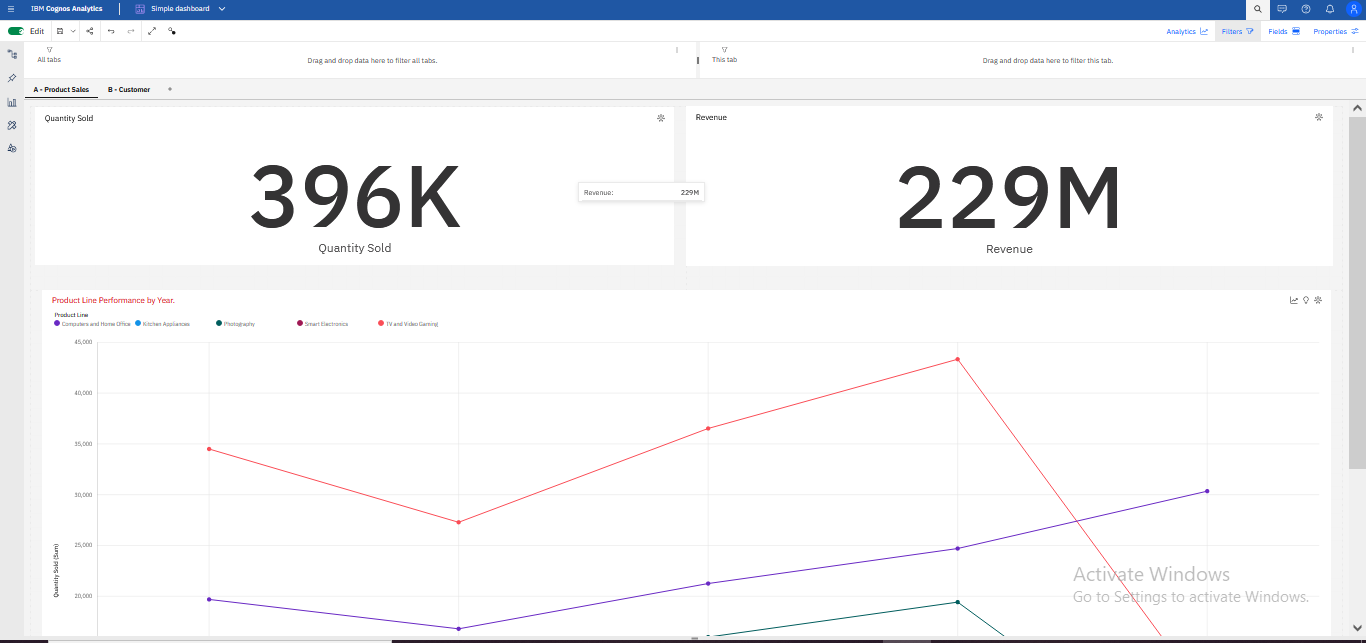 IBM Cognos Analytics
Simple dashboard
Edit
Analytics
Filters
Fields
Properties
All tabs
Drag and drop data here to filter all tabs.
This tab
Drag and drop data here to filter this tab.
A - Product Sales
B - Customer
Quantity Sold
396K
Quantity Sold
Revenue:
229M
Revenue
229M
Revenue
Product Line Performance by Year.
Product Line
Computers and Home Office
Kitchen Appliances
Photography
Smart Electronics
TV and Video Gaming
45,000
40,000
35,000
30,000
25,000
20,000
Quantity Sold (Sum)
Activate Windows
Go to Settings to activate Windows.